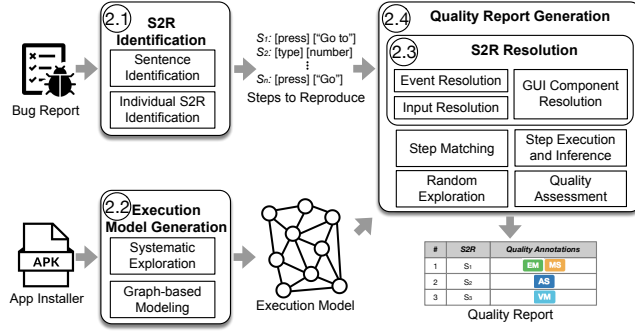 2.1
S2R
Identification
Sentence
Identification
Individual S2R
Identification
Bug Report
S1: [press] ["Go to"]
S2: [type] [number]
⋮
Sn: [press] ["Go"]
Steps to Reproduce
2.4
Quality Report Generation
2.3
S2R Resolution
Event Resolution
Input Resolution
GUI Component
Resolution
Step Matching
Step Execution
and Inference
Random
Exploration
Quality
Assessment
2.2
Execution
Model Generation
Systematic
Exploration
Graph-based
Modeling
APK
App Installer
Execution Model
# S2R Quality Annotations
1 S1 EM MS
2 S2 AS
3 S3 VM
Quality Report